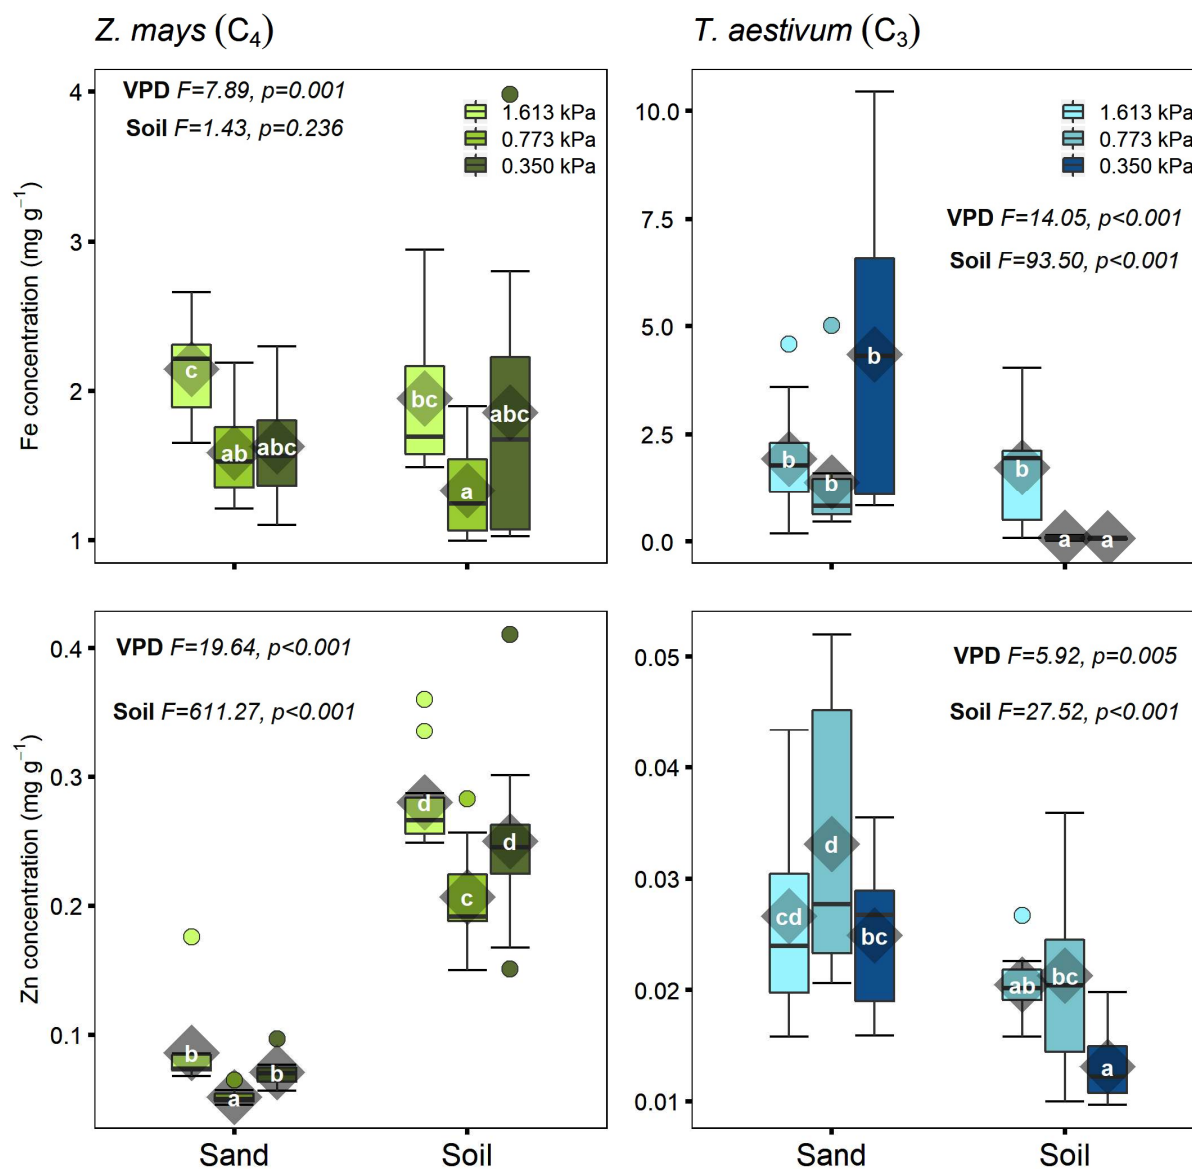 Z. mays (C₄)
T. aestivum (C₃)
Fe concentration (mg g⁻¹)
4
3
2
1
VPD F=7.89, p=0.001
Soil F=1.43, p=0.236
1.613 kPa
0.773 kPa
0.350 kPa
c
ab
abc
bc
a
abc
10.0
7.5
5.0
2.5
0.0
1.613 kPa
0.773 kPa
0.350 kPa
VPD F=14.05, p<0.001
Soil F=93.50, p<0.001
b
b
b
b
a
a
Zn concentration (mg g⁻¹)
0.4
0.3
0.2
0.1
VPD F=19.64, p<0.001
Soil F=611.27, p<0.001
b
a
b
d
c
d
Sand
Soil
0.05
0.04
0.03
0.02
0.01
VPD F=5.92, p=0.005
Soil F=27.52, p<0.001
cd
d
bc
ab
bc
a
Sand
Soil